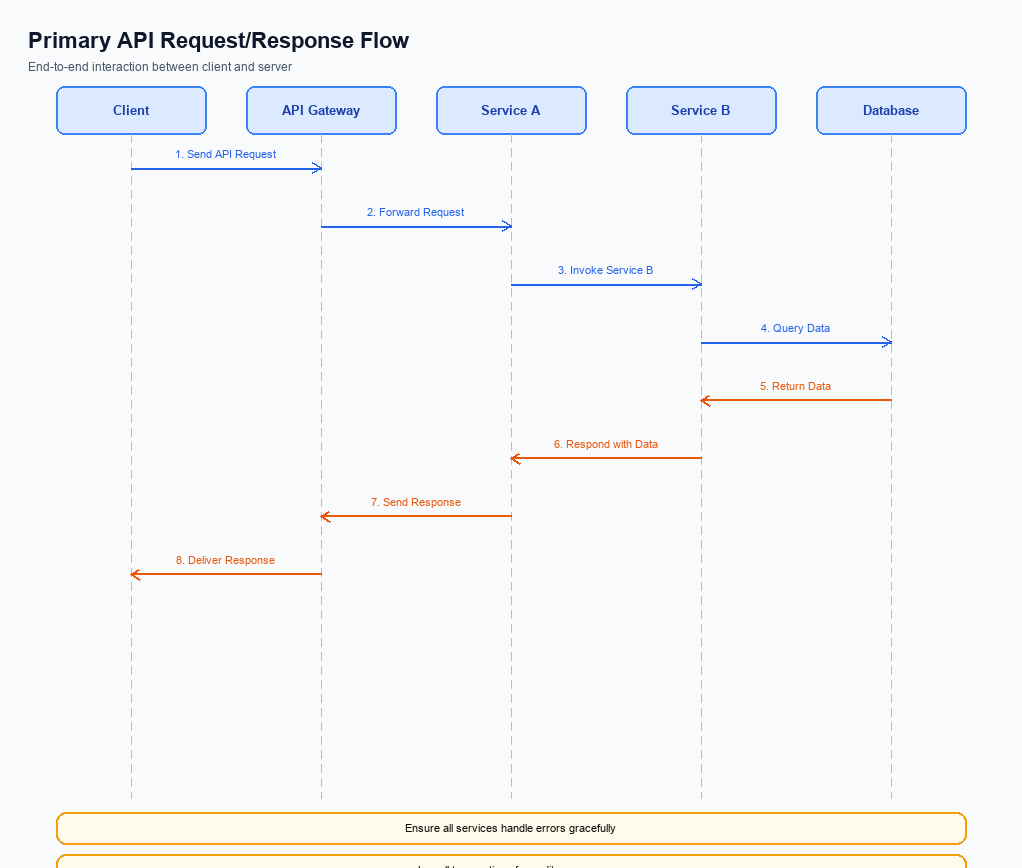 Primary API Request/Response Flow
End-to-end interaction between client and server
Client
API Gateway
Service A
Service B
Database
1. Send API Request
2. Forward Request
3. Invoke Service B
4. Query Data
5. Return Data
6. Respond with Data
7. Send Response
8. Deliver Response
Ensure all services handle errors gracefully